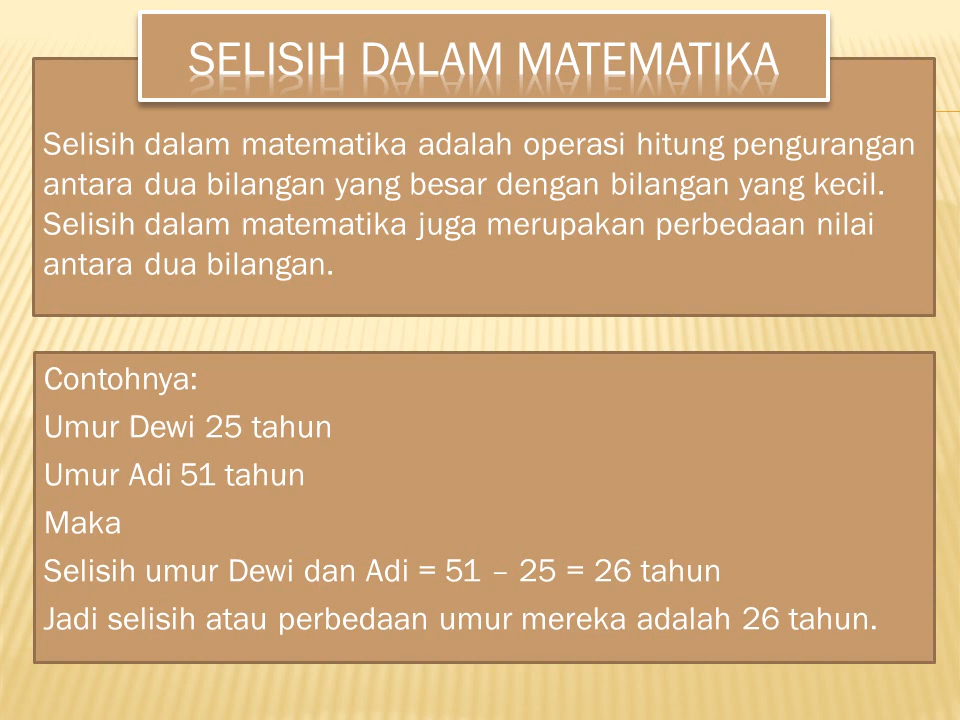 SELISIH DALAM MATEMATIKA
Selisih dalam matematika adalah operasi hitung pengurangan
antara dua bilangan yang besar dengan bilangan yang kecil.
Selisih dalam matematika juga merupakan perbedaan nilai
antara dua bilangan.
Contohnya:
Umur Dewi 25 tahun
Umur Adi 51 tahun
Maka
Selisih umur Dewi dan Adi = 51 – 25 = 26 tahun
Jadi selisih atau perbedaan umur mereka adalah 26 tahun.